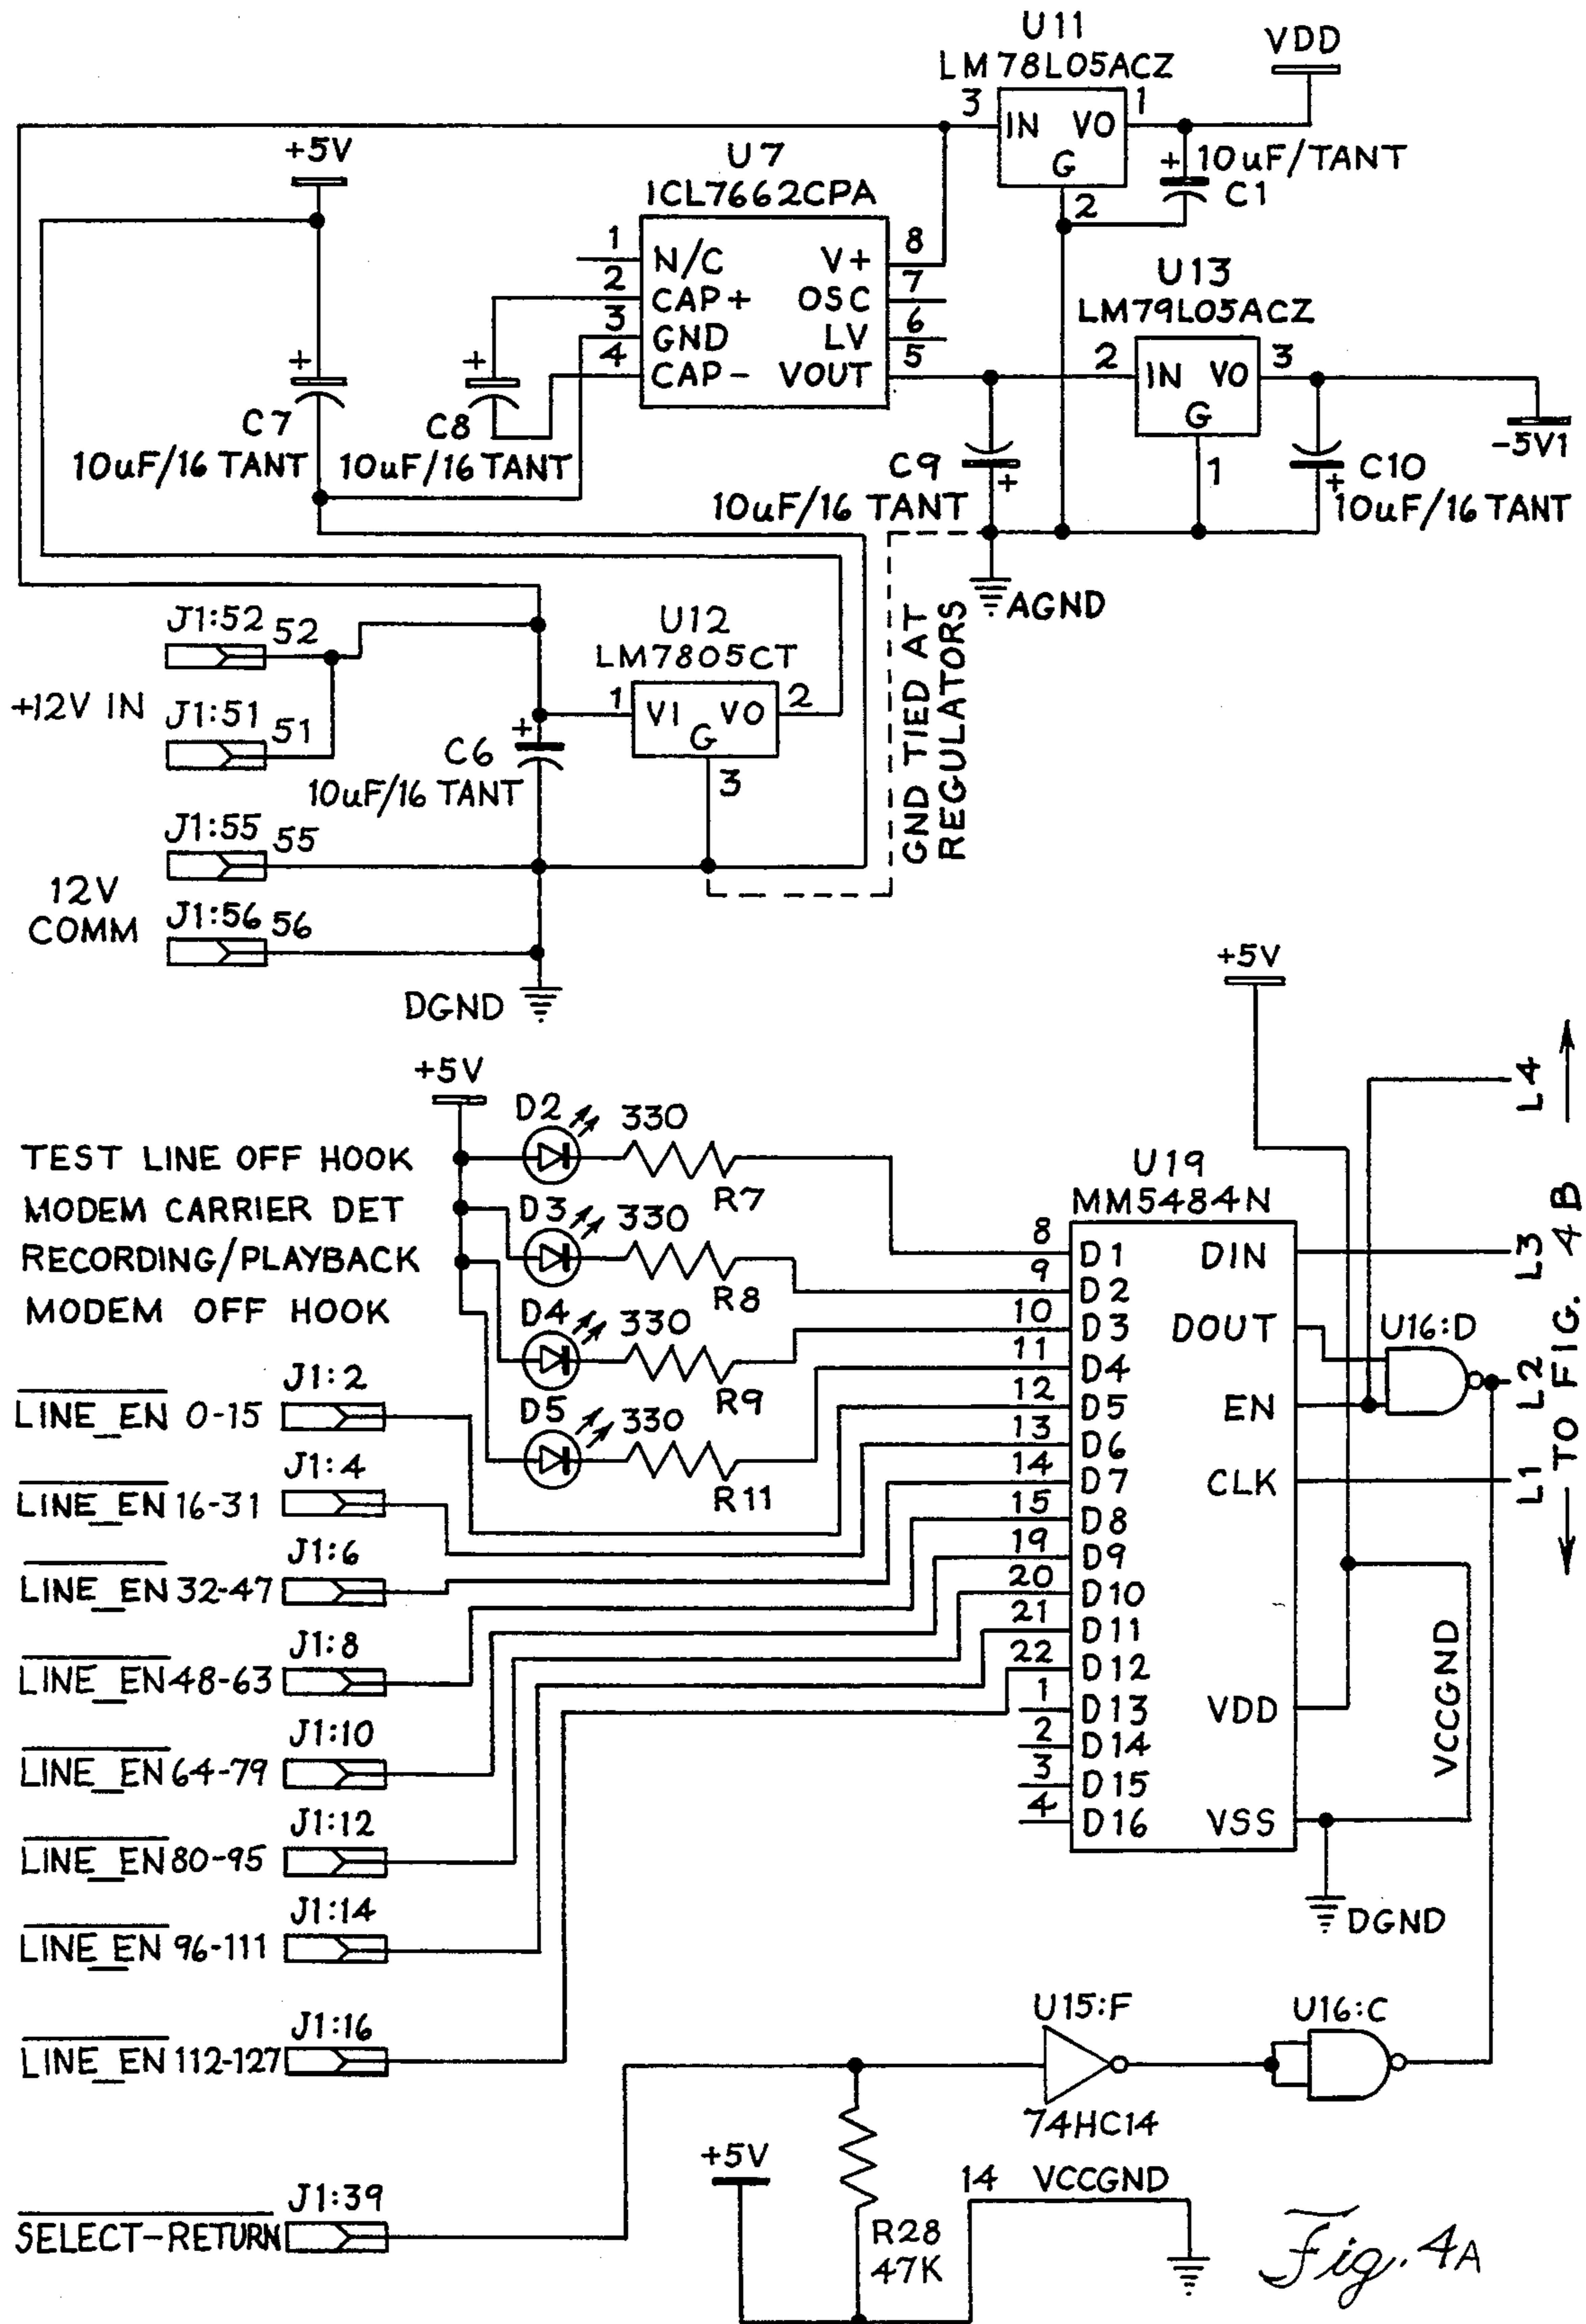 U11
LM78L05ACZ
VDD
3
IN
VO
1
G
2
+
10uF/TANT
C1
+5V
U7
ICL7662CPA
1
N/C
2
CAP+
3
GND
4
CAP-
V+
8
OSC
7
LV
6
VOUT
5
U13
LM79L05ACZ
2
IN
VO
3
G
1
-5V1
+
C7
10uF/16 TANT
+
C8
10uF/16 TANT
C9
+
10uF/16 TANT
C10
+
10uF/16 TANT
AGND
GND TIED AT
REGULATORS
J1:52
52
+12V IN
J1:51
51
U12
LM7805CT
1
VI
VO
2
G
3
+
C6
10uF/16 TANT
J1:55
55
12V
COMM
J1:56
56
DGND
+5V
+5V
L4
TEST LINE OFF HOOK
D2
330
R7
MODEM CARRIER DET
D3
330
R8
RECORDING/PLAYBACK
D4
330
R9
MODEM OFF HOOK
D5
330
R11
U19
MM5484N
8
D1
9
D2
10
D3
11
D4
12
D5
13
D6
14
D7
15
D8
19
D9
20
D10
21
D11
22
D12
1
D13
2
D14
3
D15
4
D16
DIN
DOUT
EN
CLK
VDD
VSS
U16:D
L3
L2
L1
TO FIG. 4B
VCCGND
DGND
J1:2
LINE_EN 0-15
J1:4
LINE_EN 16-31
J1:6
LINE_EN 32-47
J1:8
LINE_EN 48-63
J1:10
LINE_EN 64-79
J1:12
LINE_EN 80-95
J1:14
LINE_EN 96-111
J1:16
LINE_EN 112-127
U15:F
74HC14
U16:C
J1:39
SELECT-RETURN
+5V
R28
47K
14 VCCGND
Fig. 4A